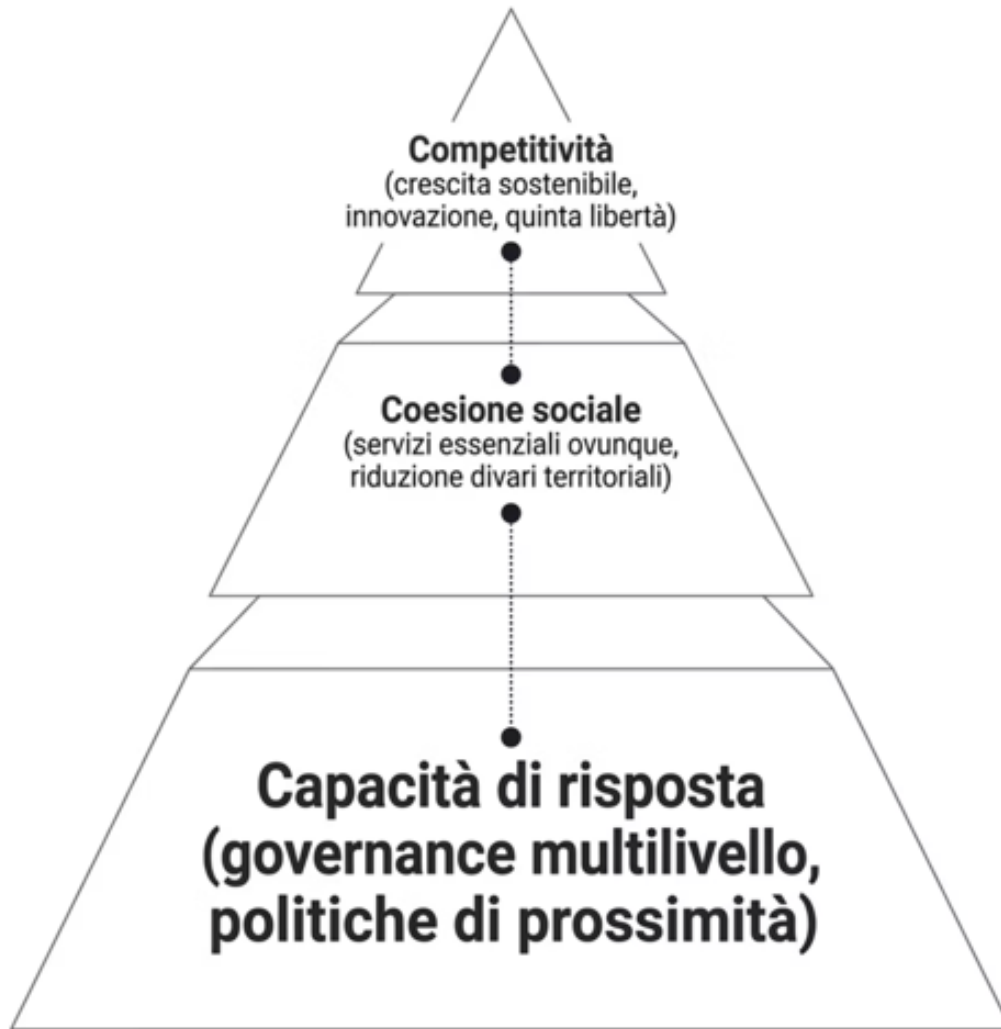 Competitività
(crescita sostenibile,
innovazione, quinta libertà)
Coesione sociale
(servizi essenziali ovunque,
riduzione divari territoriali)
Capacità di risposta
(governance multilivello,
politiche di prossimità)